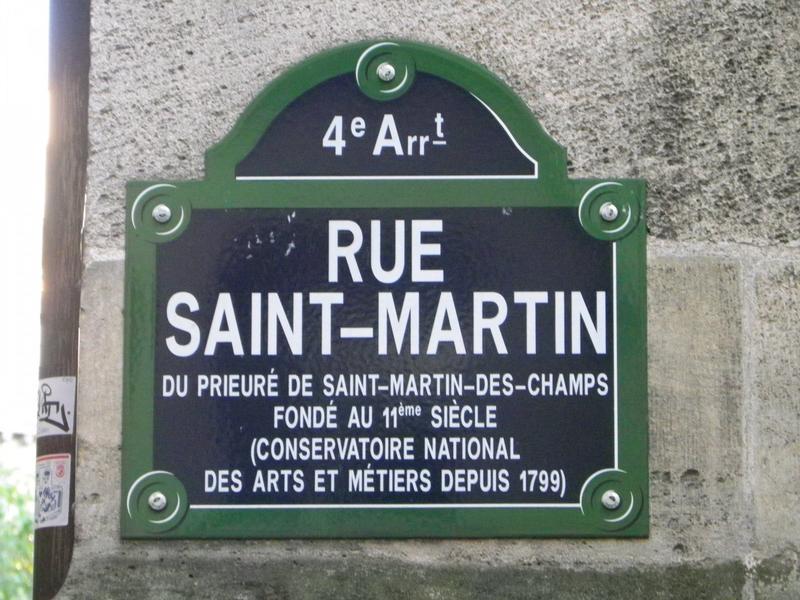 4e Arrt
RUE
SAINT-MARTIN
DU PRIEURÉ DE SAINT-MARTIN-DES-CHAMPS
FONDÉ AU 11ème SIÈCLE
(CONSERVATOIRE NATIONAL
DES ARTS ET MÉTIERS DEPUIS 1799)